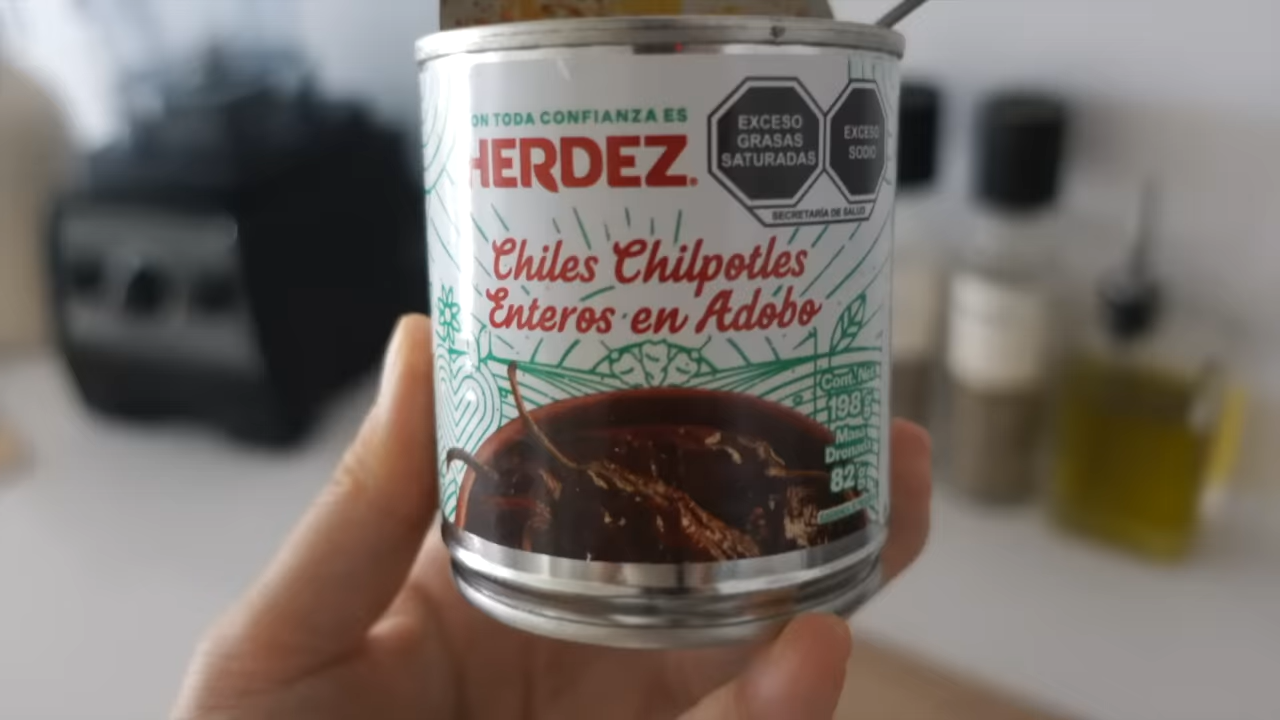 ON TODA CONFIANZA ES
HERDEZ.
EXCESO
GRASAS
SATURADAS
EXCESO
SODIO
SECRETARÍA DE SALUD
Chiles Chilpotles
Enteros en Adobo
Cont. Net.
198 g
Masa
Drenada
82 g